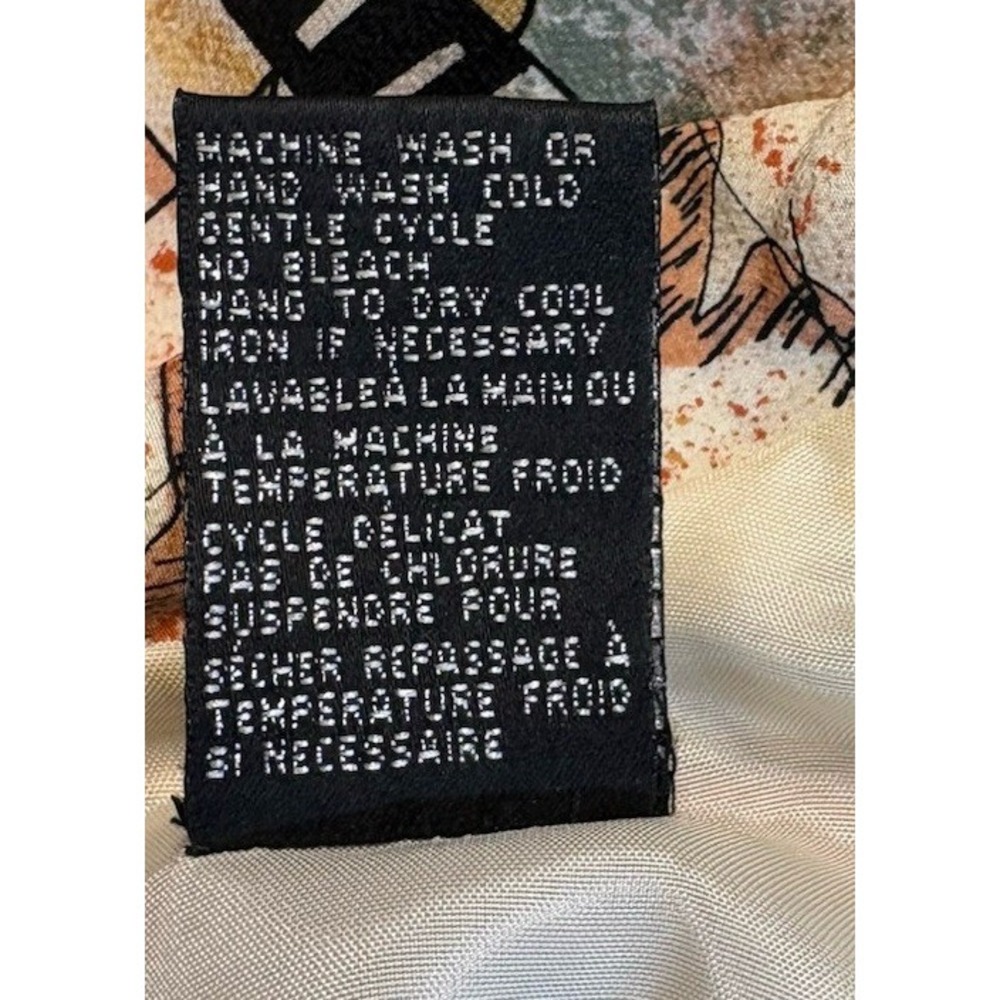 MACHINE WASH OR
HAND WASH COLD
GENTLE CYCLE
NO BLEACH
HANG TO DRY COOL
IRON IF NECESSARY
LAVABLE À LA MAIN OU
À LA MACHINE
TEMPERATURE FROID
CYCLE DÉLICAT
PAS DE CHLORURE
SUSPENDRE POUR
SÉCHER REPASSAGE À
TEMPERATURE FROID
SI NECESSAIRE